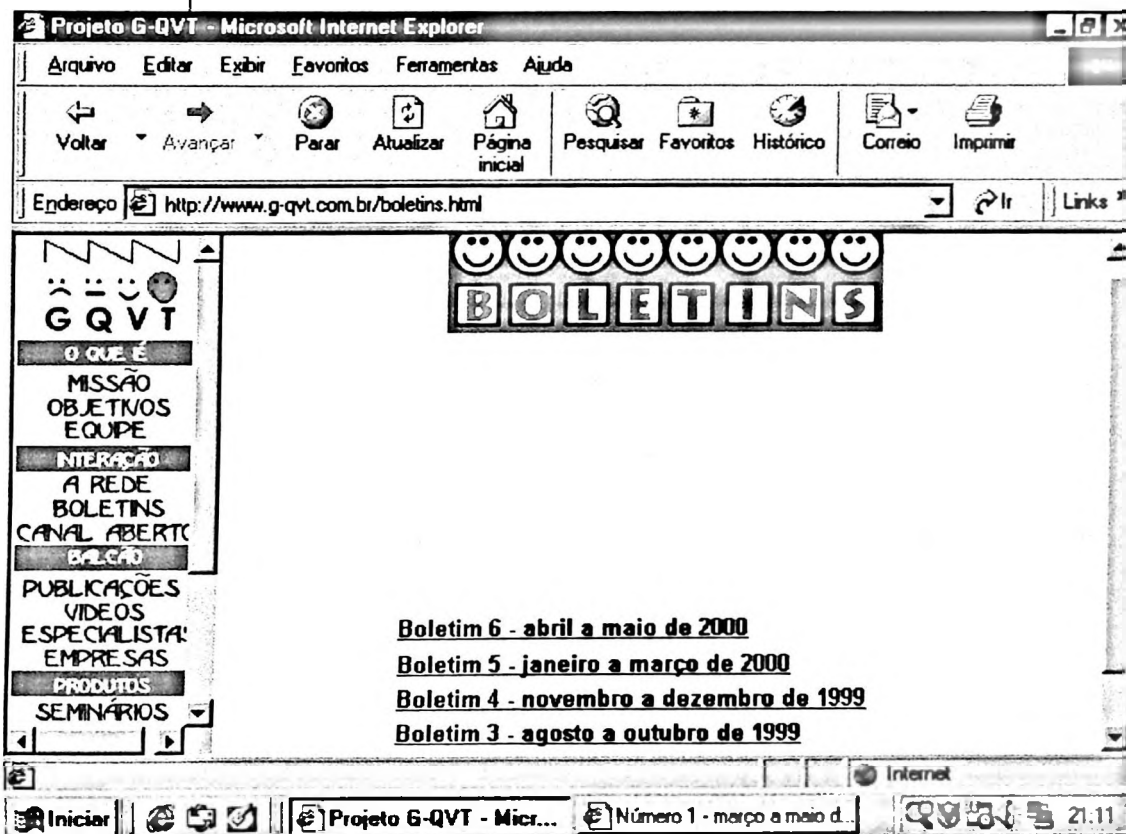 Projeto G-QVT - Microsoft Internet Explorer
Arquivo Editar Exibir Favoritos Ferramentas Ajuda
Voltar Avançar Parar Atualizar Página inicial Pesquisar Favoritos Histórico Correio Imprimir
Endereço http://www.g-qvt.com.br/boletins.html Ir Links »
G Q V T
O QUE É
MISSÃO
OBJETIVOS
EQUIPE
INTERAÇÃO
A REDE
BOLETINS
CANAL ABERTO
BALCÃO
PUBLICAÇÕES
VIDEOS
ESPECIALISTAS
EMPRESAS
PRODUTOS
SEMINÁRIOS
BOLETINS
Boletim 6 - abril a maio de 2000
Boletim 5 - janeiro a março de 2000
Boletim 4 - novembro a dezembro de 1999
Boletim 3 - agosto a outubro de 1999
Internet
Iniciar Projeto G-QVT - Micr... Número 1 - março a maio d... 21:11